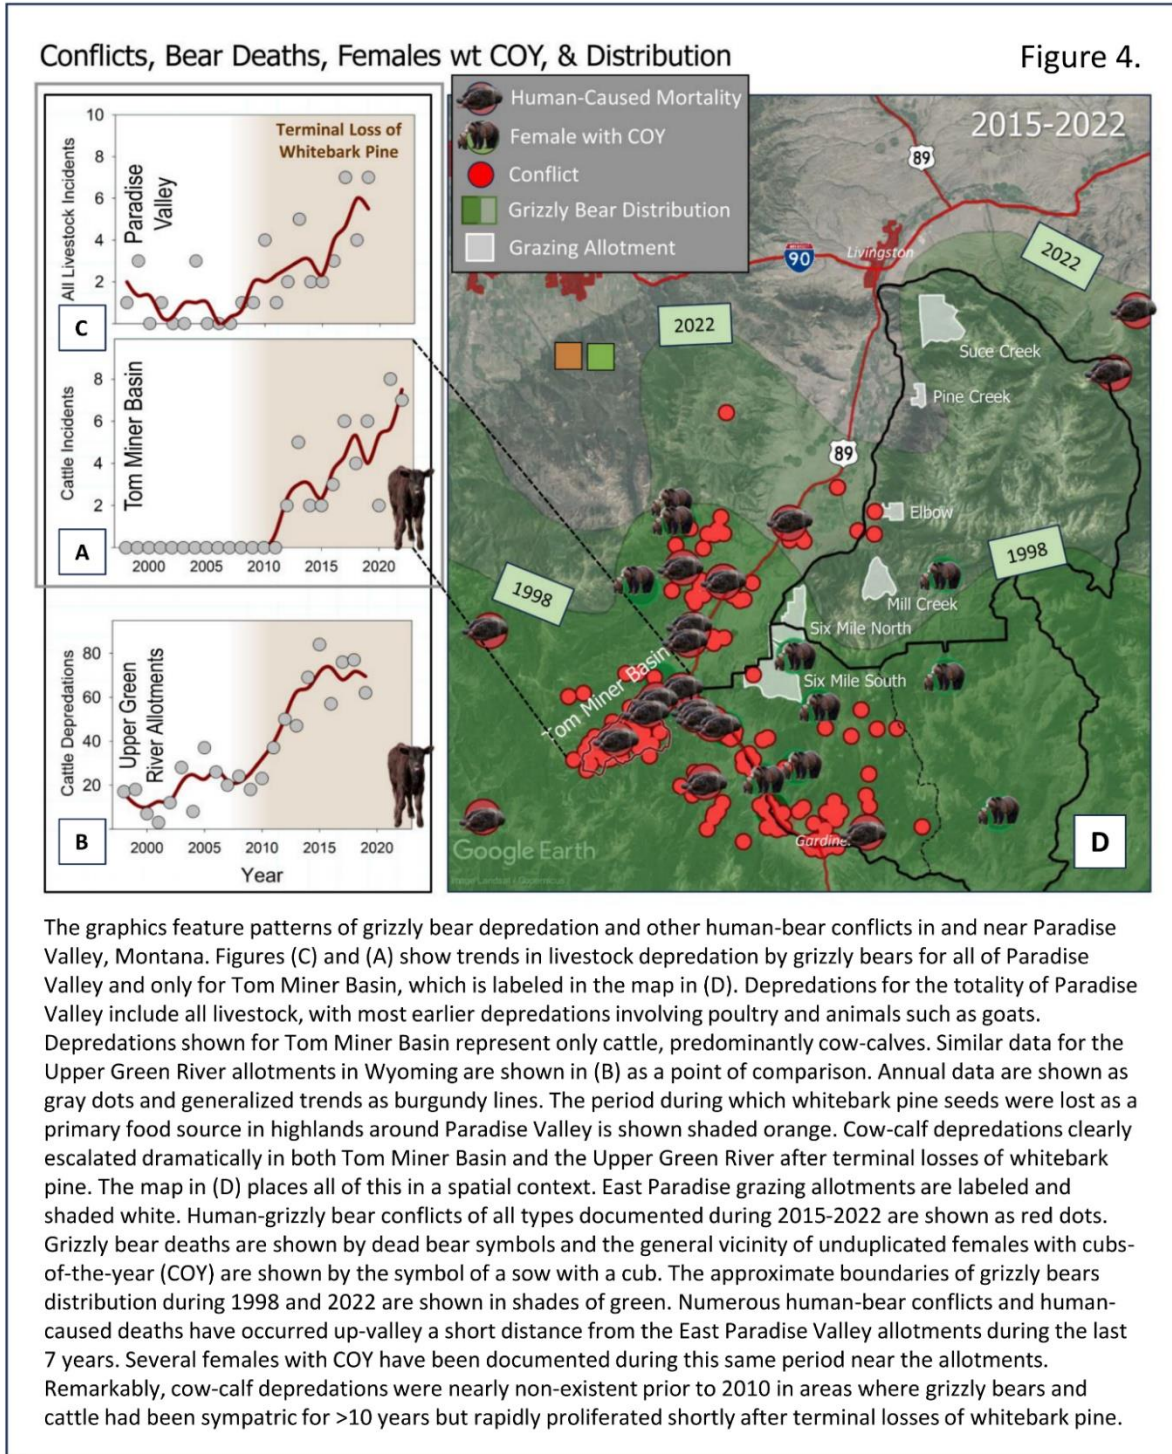 Conflicts, Bear Deaths, Females wt COY, & Distribution
Figure 4.
10
8
6
4
2
All Livestock Incidents
Paradise
Valley
Terminal Loss of
Whitebark Pine
C
8
6
4
2
Cattle Incidents
Tom Miner Basin
A
2000
2005
2010
2015
2020
80
60
40
20
Cattle Depredations
Upper Green
River Allotments
B
2000
2005
2010
2015
2020
Year
Human-Caused Mortality
Female with COY
Conflict
Grizzly Bear Distribution
Grazing Allotment
2015-2022
89
90
Livingston
2022
2022
Suce Creek
Pine Creek
89
Elbow
1998
1998
Mill Creek
Six Mile North
Six Mile South
Tom Miner Basin
Gardine
Google Earth
D
The graphics feature patterns of grizzly bear depredation and other human-bear conflicts in and near Paradise
Valley, Montana. Figures (C) and (A) show trends in livestock depredation by grizzly bears for all of Paradise
Valley and only for Tom Miner Basin, which is labeled in the map in (D). Depredations for the totality of Paradise
Valley include all livestock, with most earlier depredations involving poultry and animals such as goats.
Depredations shown for Tom Miner Basin represent only cattle, predominantly cow-calves. Similar data for the
Upper Green River allotments in Wyoming are shown in (B) as a point of comparison. Annual data are shown as
gray dots and generalized trends as burgundy lines. The period during which whitebark pine seeds were lost as a
primary food source in highlands around Paradise Valley is shown shaded orange. Cow-calf depredations clearly
escalated dramatically in both Tom Miner Basin and the Upper Green River after terminal losses of whitebark
pine. The map in (D) places all of this in a spatial context. East Paradise grazing allotments are labeled and
shaded white. Human-grizzly bear conflicts of all types documented during 2015-2022 are shown as red dots.
Grizzly bear deaths are shown by dead bear symbols and the general vicinity of unduplicated females with cubs-
of-the-year (COY) are shown by the symbol of a sow with a cub. The approximate boundaries of grizzly bears
distribution during 1998 and 2022 are shown in shades of green. Numerous human-bear conflicts and human-
caused deaths have occurred up-valley a short distance from the East Paradise Valley allotments during the last
7 years. Several females with COY have been documented during this same period near the allotments.
Remarkably, cow-calf depredations were nearly non-existent prior to 2010 in areas where grizzly bears and
cattle had been sympatric for >10 years but rapidly proliferated shortly after terminal losses of whitebark pine.